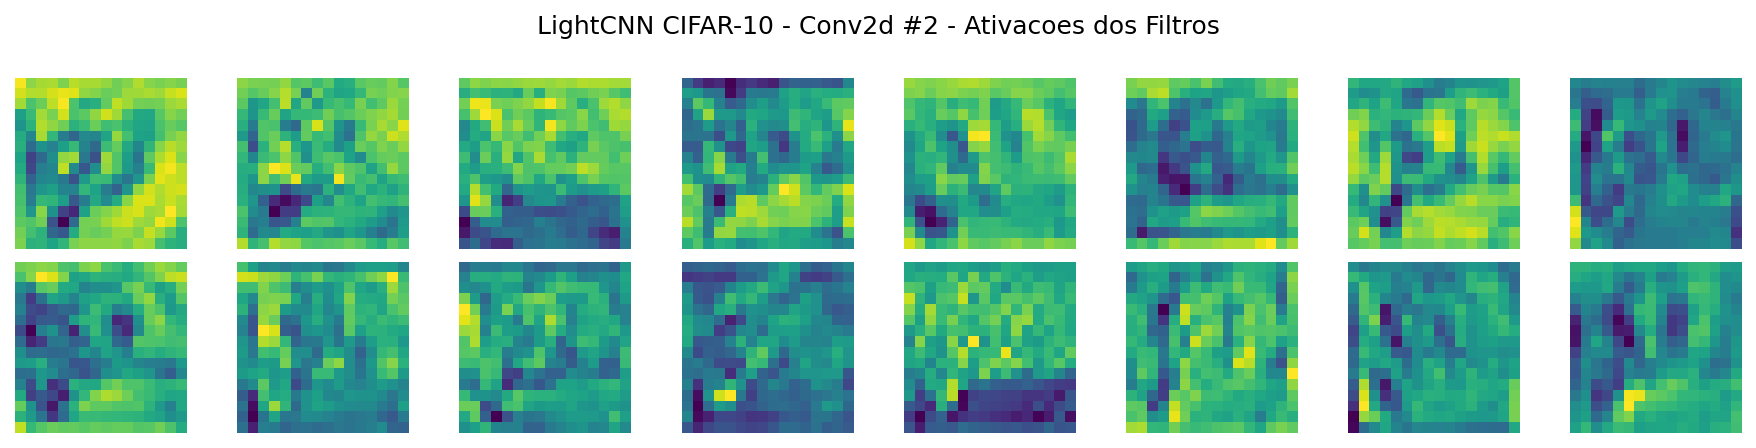 LightCNN CIFAR-10 - Conv2d #2 - Ativacoes dos Filtros